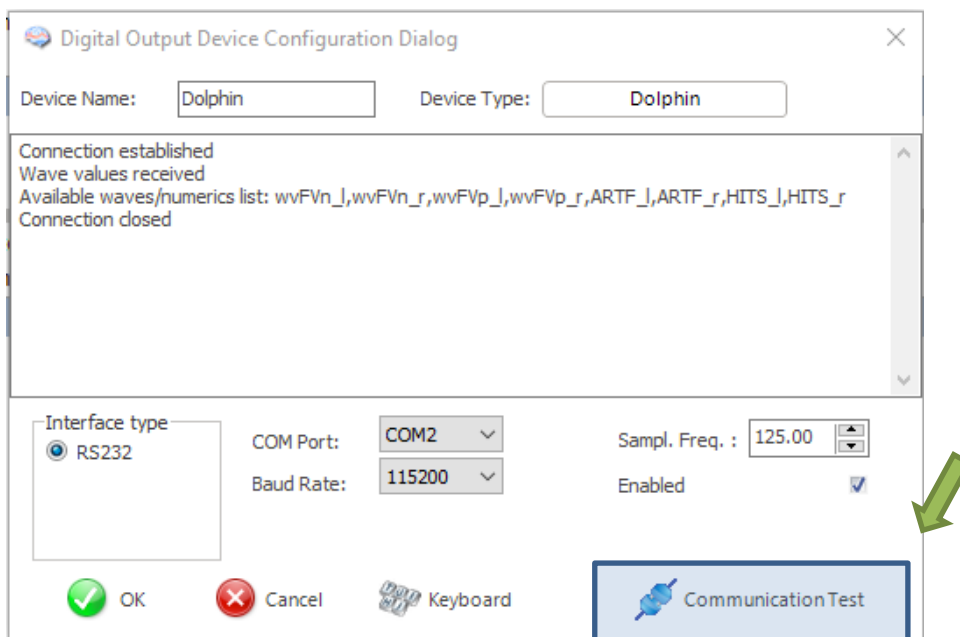 Digital Output Device Configuration Dialog
Device Name: Dolphin Device Type: Dolphin
Connection established
Wave values received
Available waves/numerics list: wvFVn_l,wvFVn_r,wvFVp_l,wvFVp_r,ARTF_l,ARTF_r,HITS_l,HITS_r
Connection closed
Interface type
RS232
COM Port: COM2
Sampl. Freq. : 125.00
Baud Rate: 115200
Enabled
OK Cancel Keyboard Communication Test